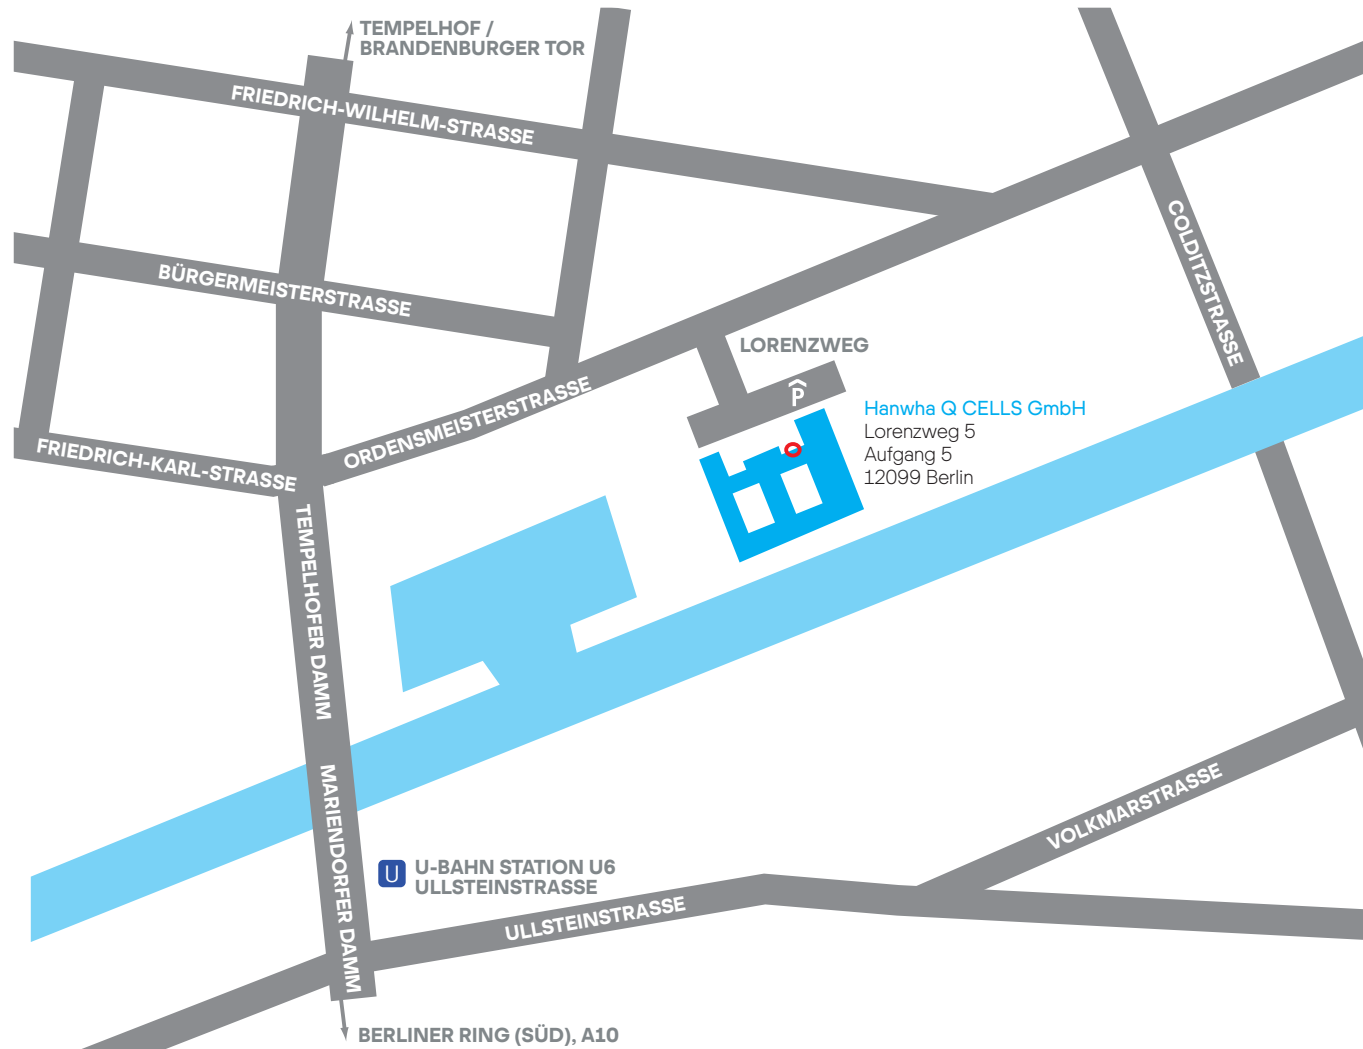 TEMPELHOF /
BRANDENBURGER TOR
FRIEDRICH-WILHELM-STRASSE
COLDITZSTRASSE
BÜRGERMEISTERSTRASSE
LORENZWEG
P
ORDENSMEISTERSTRASSE
Hanwha Q CELLS GmbH
Lorenzweg 5
Aufgang 5
12099 Berlin
FRIEDRICH-KARL-STRASSE
TEMPELHOFER DAMM
MARIENDORFER DAMM
VOLKMARSTRASSE
U
U-BAHN STATION U6
ULLSTEINSTRASSE
ULLSTEINSTRASSE
BERLINER RING (SÜD), A10